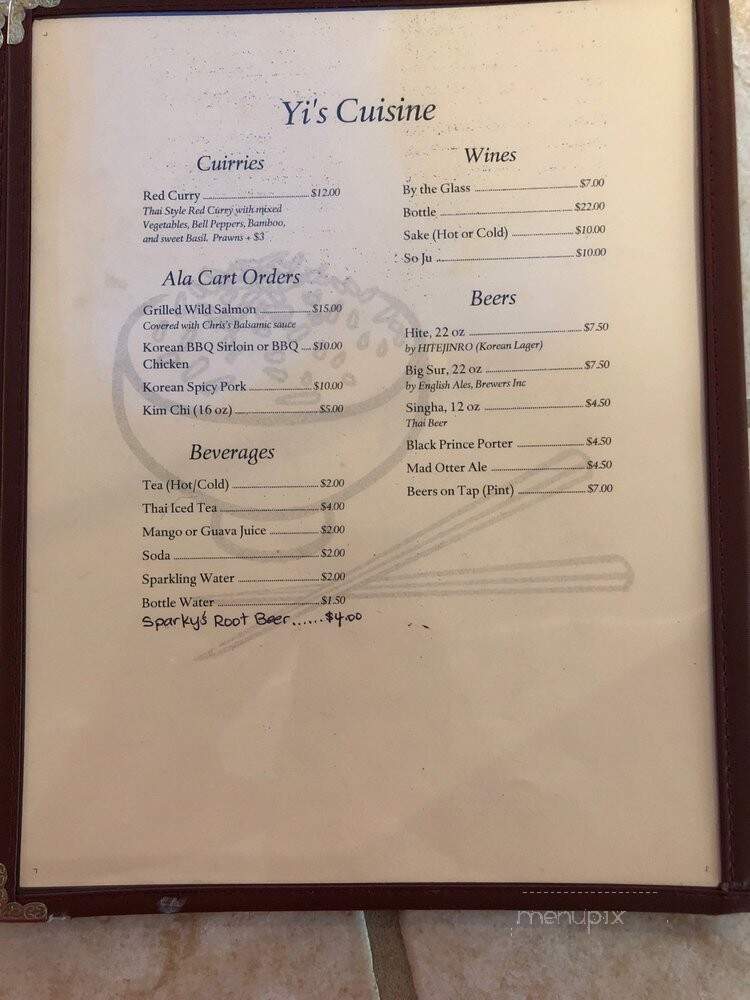 Yi's Cuisine
Cuirries
Red Curry $12.00
Thai Style Red Curry with mixed
Vegetables, Bell Peppers, Bamboo,
and sweet Basil. Prawns + $3
Ala Cart Orders
Grilled Wild Salmon $15.00
Covered with Chris's Balsamic sauce
Korean BBQ Sirloin or BBQ $10.00
Chicken
Korean Spicy Pork $10.00
Kim Chi (16 oz) $5.00
Beverages
Tea (Hot/Cold) $2.00
Thai Iced Tea $4.00
Mango or Guava Juice $2.00
Soda $2.00
Sparkling Water $2.00
Bottle Water $1.50
Sparky's Root Beer......$4.00
Wines
By the Glass $7.00
Bottle $22.00
Sake (Hot or Cold) $10.00
So Ju $10.00
Beers
Hite, 22 oz $7.50
by HITEJINRO (Korean Lager)
Big Sur, 22 oz $7.50
by English Ales, Brewers Inc
Singha, 12 oz $4.50
Thai Beer
Black Prince Porter $4.50
Mad Otter Ale $4.50
Beers on Tap (Pint) $7.00
menupix